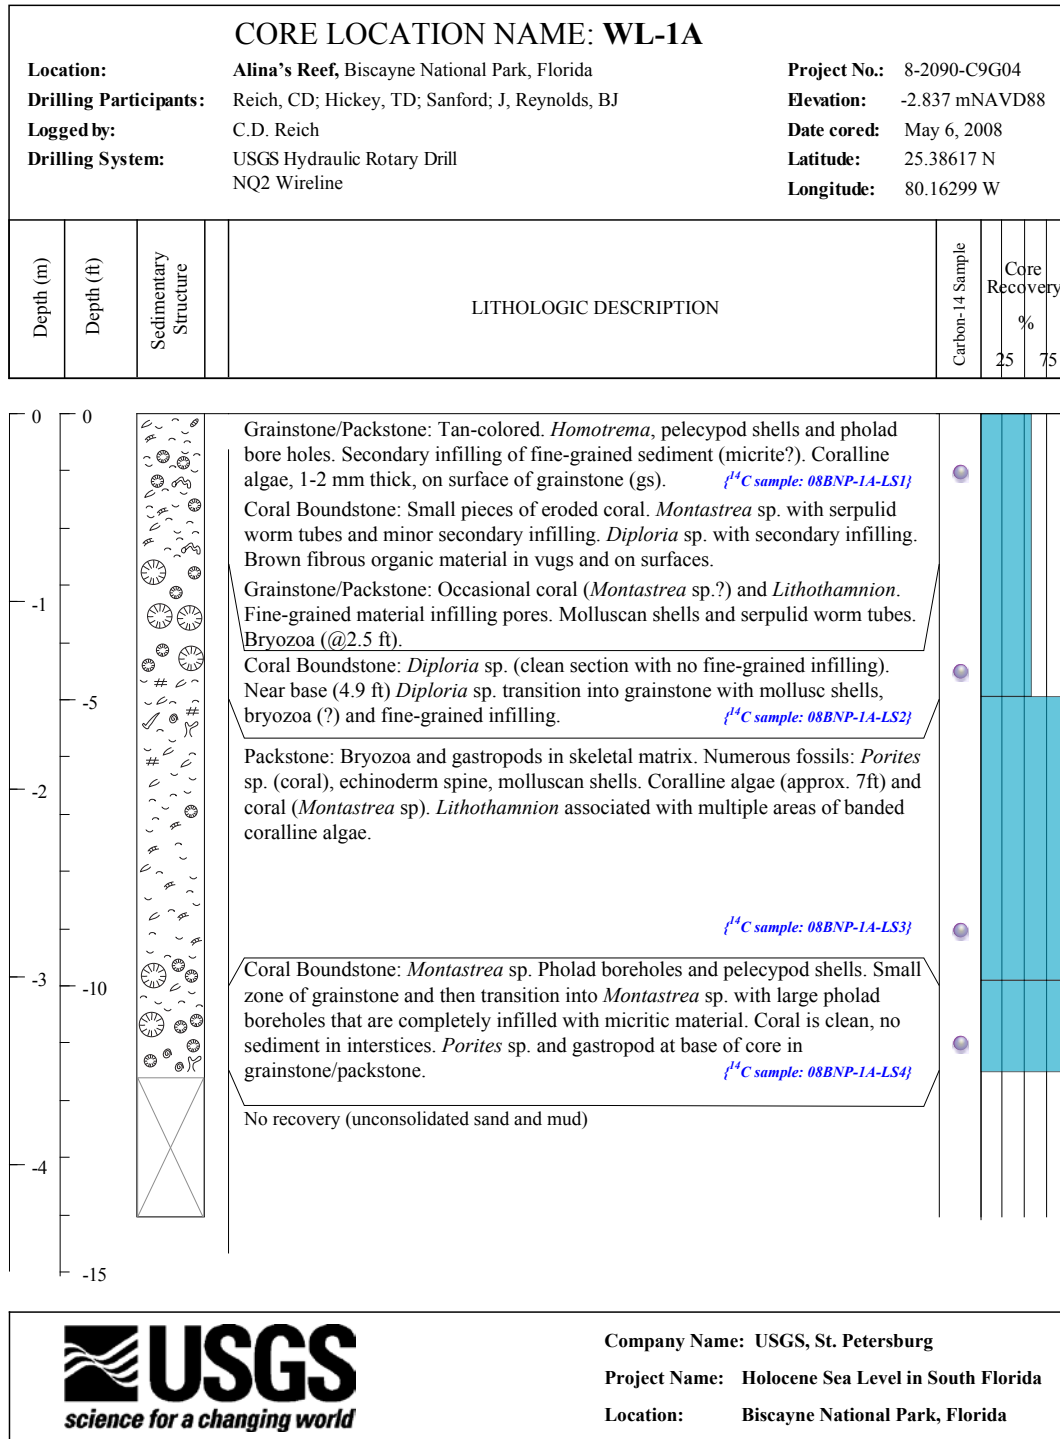 CORE LOCATION NAME: WL-1A
Location: Alina's Reef, Biscayne National Park, Florida Project No.: 8-2090-C9G04
Drilling Participants: Reich, CD; Hickey, TD; Sanford; J, Reynolds, BJ Elevation: -2.837 mNAVD88
Logged by: C.D. Reich Date cored: May 6, 2008
Drilling System: USGS Hydraulic Rotary Drill Latitude: 25.38617 N
NQ2 Wireline Longitude: 80.16299 W
Depth (m)
Depth (ft)
Sedimentary
Structure
LITHOLOGIC DESCRIPTION
Carbon-14 Sample
Core
Recovery
%
25 75
0 0
Grainstone/Packstone: Tan-colored. Homotrema, pelecypod shells and pholad
bore holes. Secondary infilling of fine-grained sediment (micrite?). Coralline
algae, 1-2 mm thick, on surface of grainstone (gs). {14C sample: 08BNP-1A-LS1}
Coral Boundstone: Small pieces of eroded coral. Montastrea sp. with serpulid
worm tubes and minor secondary infilling. Diploria sp. with secondary infilling.
Brown fibrous organic material in vugs and on surfaces.
-1
Grainstone/Packstone: Occasional coral (Montastrea sp.?) and Lithothamnion.
Fine-grained material infilling pores. Molluscan shells and serpulid worm tubes.
Bryozoa (@2.5 ft).
Coral Boundstone: Diploria sp. (clean section with no fine-grained infilling).
Near base (4.9 ft) Diploria sp. transition into grainstone with mollusc shells,
bryozoa (?) and fine-grained infilling. {14C sample: 08BNP-1A-LS2}
-5
Packstone: Bryozoa and gastropods in skeletal matrix. Numerous fossils: Porites
sp. (coral), echinoderm spine, molluscan shells. Coralline algae (approx. 7ft) and
coral (Montastrea sp). Lithothamnion associated with multiple areas of banded
coralline algae.
-2
{14C sample: 08BNP-1A-LS3}
Coral Boundstone: Montastrea sp. Pholad boreholes and pelecypod shells. Small
zone of grainstone and then transition into Montastrea sp. with large pholad
boreholes that are completely infilled with micritic material. Coral is clean, no
sediment in interstices. Porites sp. and gastropod at base of core in
grainstone/packstone. {14C sample: 08BNP-1A-LS4}
-3
-10
No recovery (unconsolidated sand and mud)
-4
-15
USGS
science for a changing world
Company Name: USGS, St. Petersburg
Project Name: Holocene Sea Level in South Florida
Location: Biscayne National Park, Florida